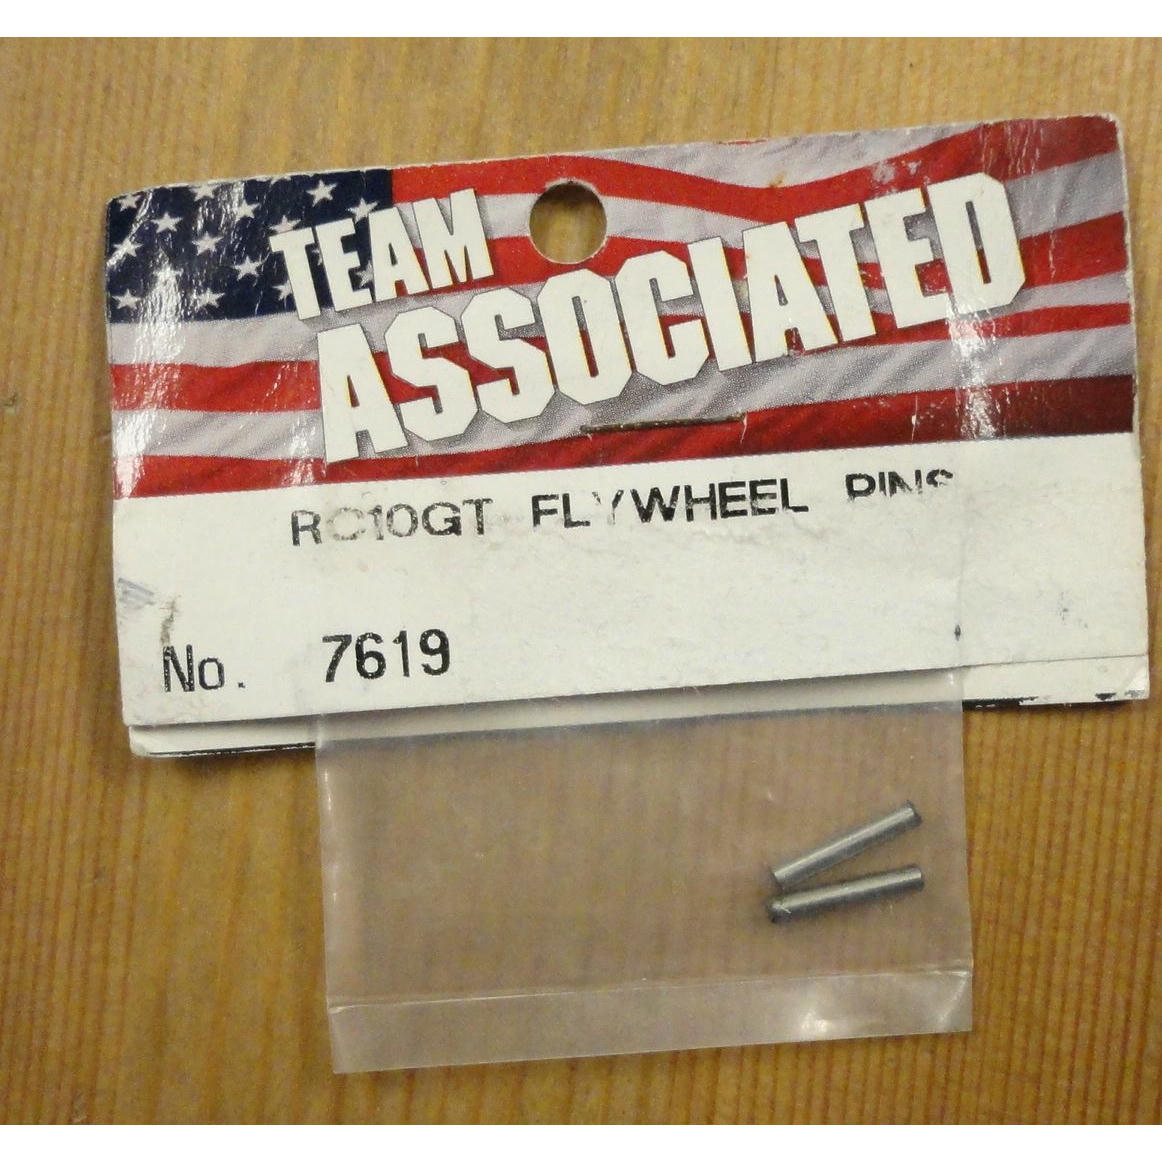 TEAM
ASSOCIATED
RC10GT FLYWHEEL PINS
No. 7619